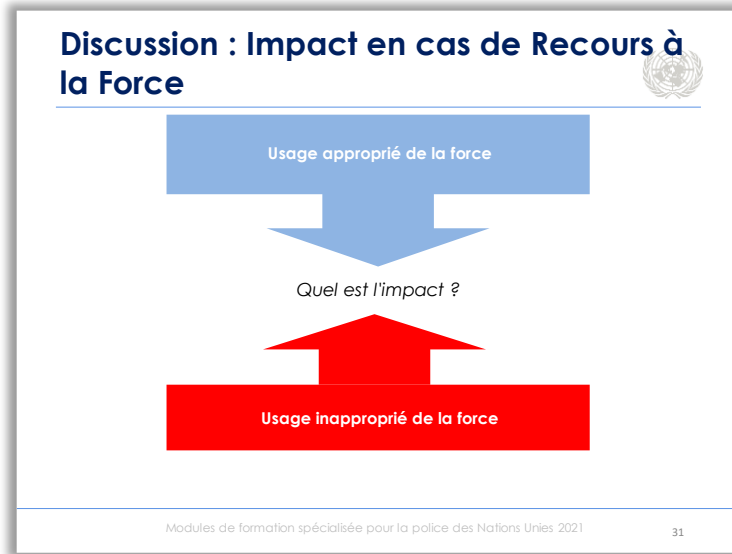 Discussion : Impact en cas de Recours à
la Force
Usage approprié de la force
Quel est l'impact ?
Usage inapproprié de la force
Modules de formation spécialisée pour la police des Nations Unies 2021
31